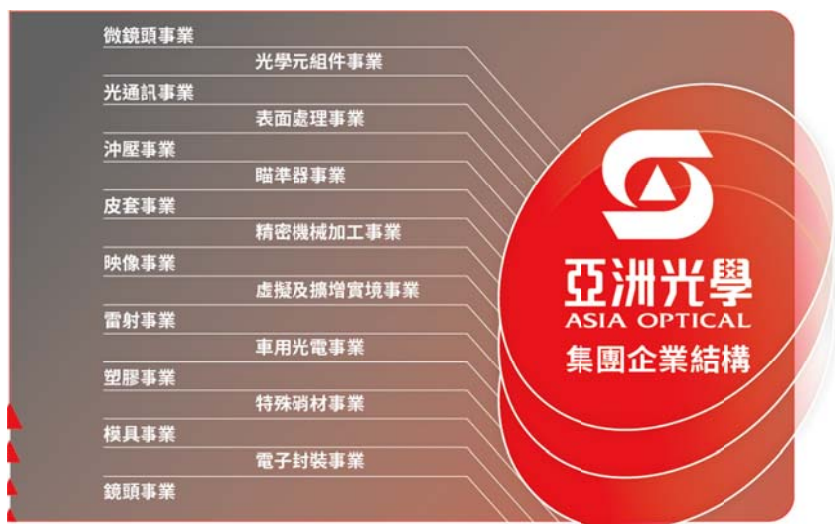 微鏡頭事業
光學元組件事業
光通訊事業
表面處理事業
沖壓事業
瞄準器事業
皮套事業
精密機械加工事業
映像事業
虛擬及擴增實境事業
雷射事業
車用光電事業
塑膠事業
特殊硝材事業
模具事業
電子封裝事業
鏡頭事業
亞洲光學
ASIA OPTICAL
集團企業結構